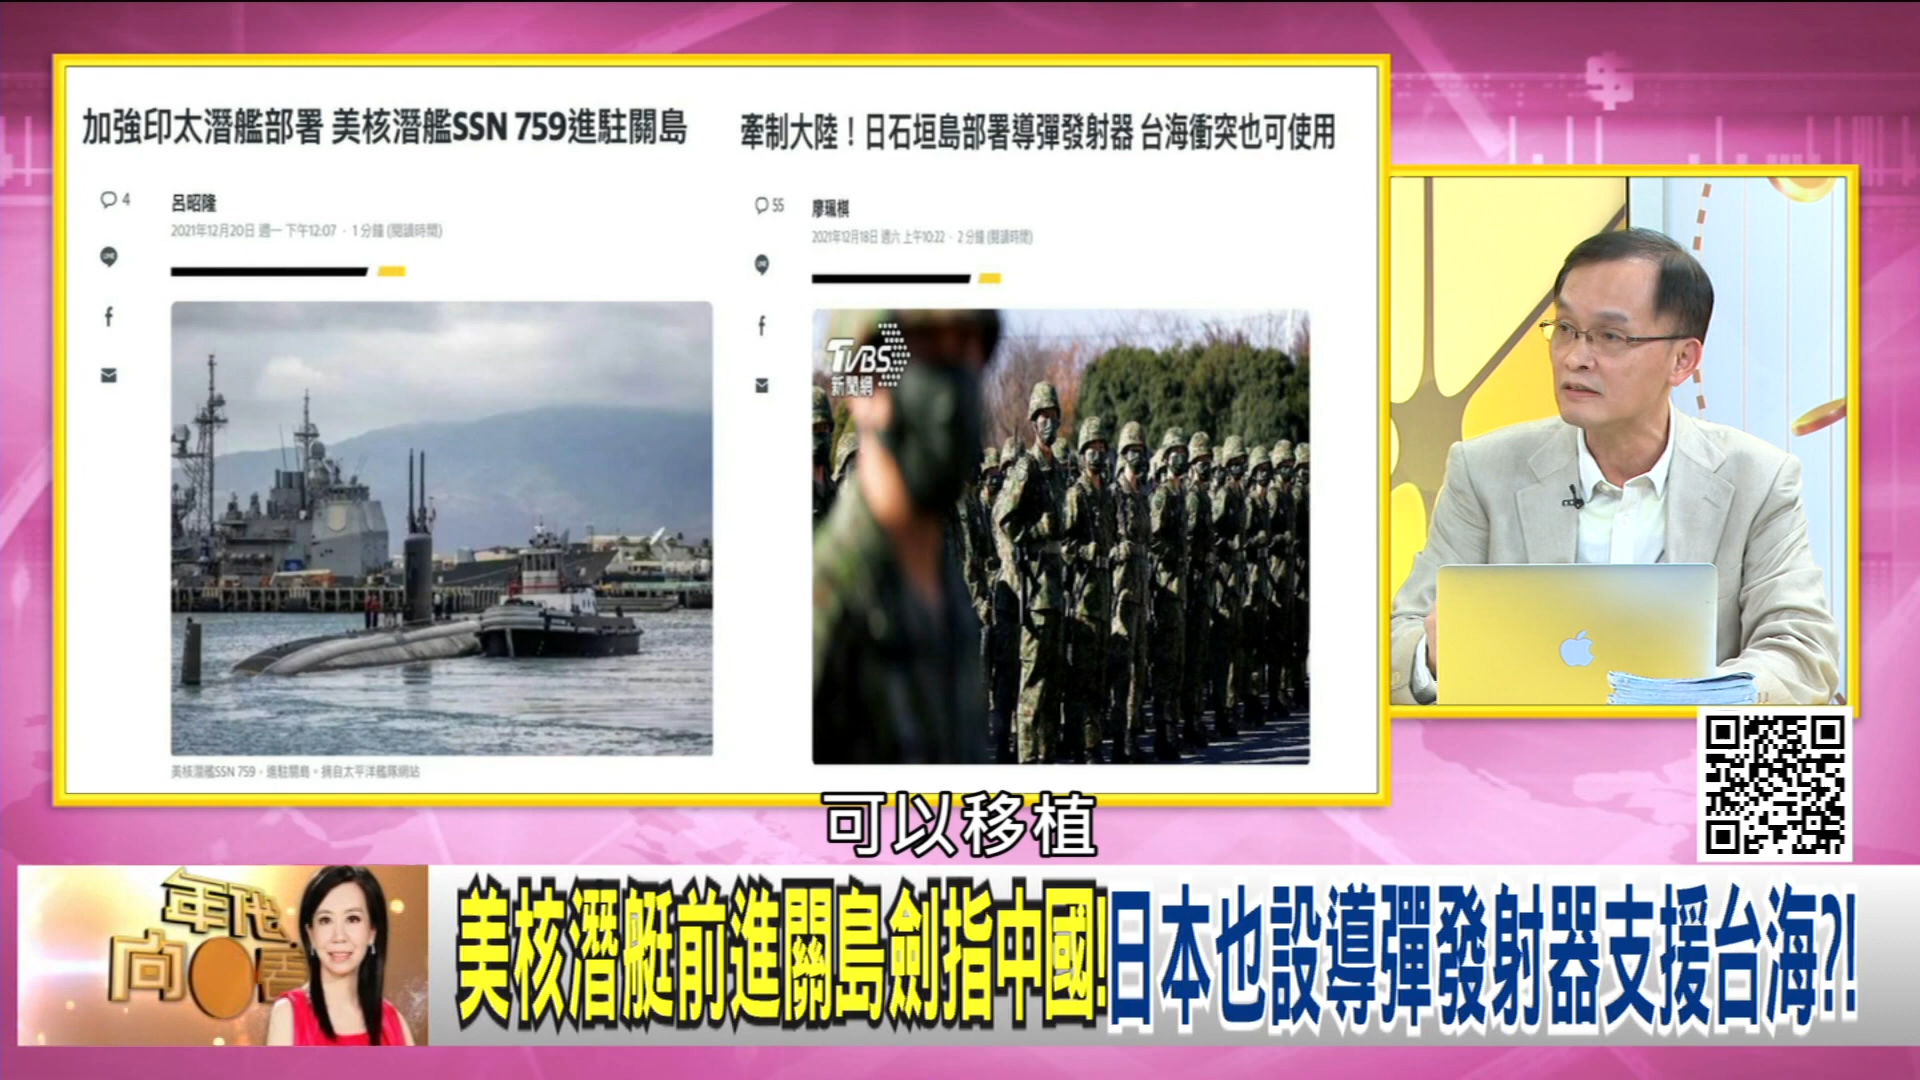 加強印太潛艦部署 美核潛艦SSN 759進駐關島
4
呂昭隆
2021年12月20日 週一 下午12:07 · 1 分鐘 (閱讀時間)
美核潛艦SSN 759,進駐關島。摘自太平洋艦隊網站
牽制大陸!日石垣島部署導彈發射器 台海衝突也可使用
55
廖珮棋
2021年12月18日 週六 上午10:22 · 2 分鐘 (閱讀時間)
TVBS
新聞網
可以移植
年代
向錢看
美核潛艇前進關島劍指中國!日本也設導彈發射器支援台海?!